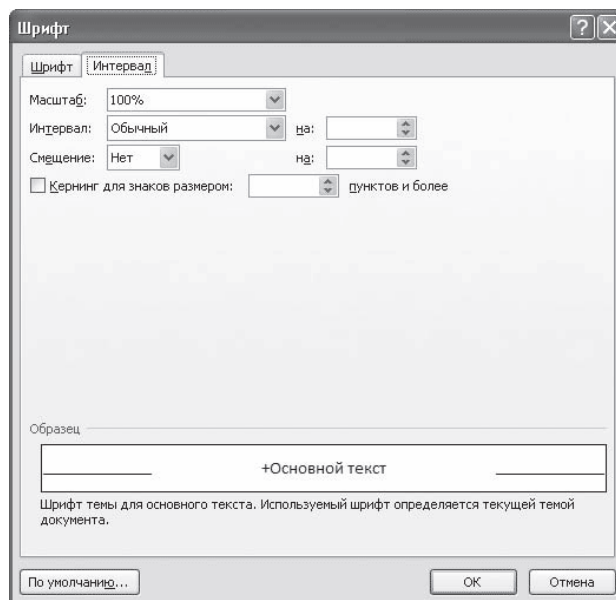 Шрифт
Шрифт Интервал
Масштаб: 100%
Интервал: Обычный на:
Смещение: Нет на:
Кернинг для знаков размером: пунктов и более
Образец
+Основной текст
Шрифт темы для основного текста. Используемый шрифт определяется текущей темой
документа.
По умолчанию... ОК Отмена